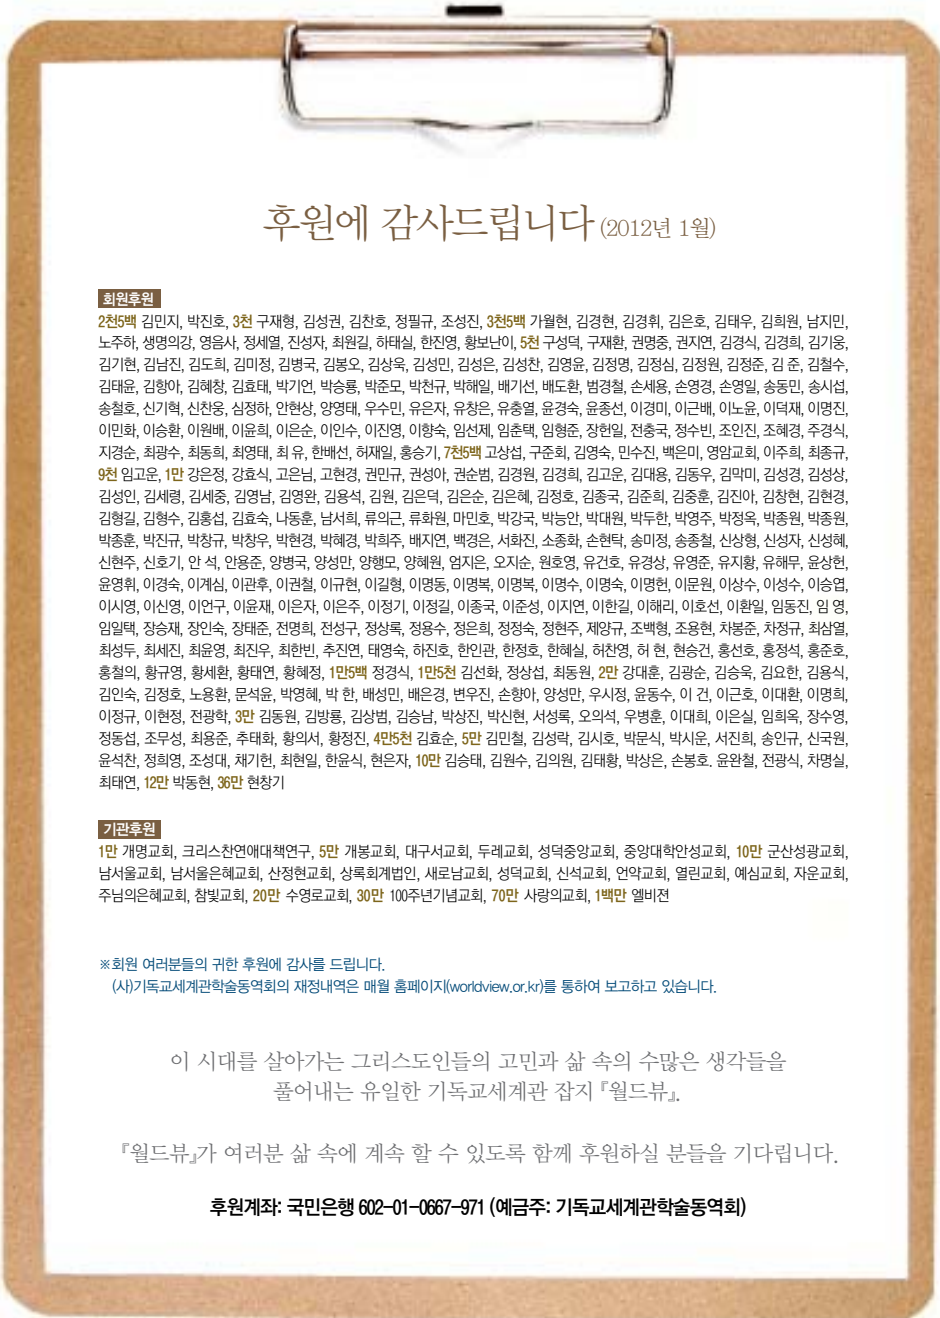 후원에 감사드립니다 (2012년 1월)
회원후원
2천5백 김민지, 박진호, 3천 구재형, 김성권, 김찬호, 정필규, 조성진, 3천5백 가월현, 김경현, 김경휘, 김은호, 김태우, 김희원, 남지민,
노주하, 생명의강, 영음사, 정세열, 진성자, 최원길, 하태실, 한진영, 황보난이, 5천 구성덕, 구재환, 권명중, 권지연, 김경식, 김경희, 김기웅,
김기현, 김남진, 김도희, 김미정, 김병국, 김봉오, 김상욱, 김성민, 김성은, 김성찬, 김영윤, 김정명, 김정심, 김정원, 김정준, 김 준, 김철수,
김태윤, 김항아, 김혜창, 김효태, 박기언, 박승룡, 박준모, 박천규, 박해일, 배기선, 배도환, 범경철, 손세용, 손영경, 손영일, 송동민, 송시섭,
송철호, 신기혁, 신찬웅, 심정하, 안현상, 양영태, 우수민, 유은자, 유창은, 유충열, 윤경숙, 윤종선, 이경미, 이근배, 이노윤, 이덕재, 이명진,
이민화, 이승환, 이원배, 이윤희, 이은순, 이인수, 이진영, 이향숙, 임선제, 임춘택, 임형준, 장헌일, 전충국, 정수빈, 조인진, 조혜경, 주경식,
지경순, 최광수, 최동희, 최영태, 최 유, 한배선, 허재일, 홍승기, 7천5백 고상섭, 구준회, 김영숙, 민수진, 백은미, 영암교회, 이주희, 최종규,
9천 임고운, 1만 강은정, 강효식, 고은님, 고현경, 권민규, 권성아, 권순범, 김경원, 김경희, 김고운, 김대용, 김동우, 김막미, 김성경, 김성상,
김성인, 김세령, 김세중, 김영남, 김영완, 김용석, 김원, 김은덕, 김은순, 김은혜, 김정호, 김종국, 김준희, 김중훈, 김진아, 김창현, 김현경,
김형길, 김형수, 김홍섭, 김효숙, 나동훈, 남서희, 류의근, 류화원, 마민호, 박강국, 박능안, 박대원, 박두한, 박영주, 박정옥, 박종원, 박종원,
박종훈, 박진규, 박창규, 박창우, 박현경, 박혜경, 박희주, 배지연, 백경은, 서화진, 소종화, 손현탁, 송미정, 송종철, 신상형, 신성자, 신성혜,
신현주, 신호기, 안 석, 안용준, 양병국, 양성만, 양행모, 양혜원, 엄지은, 오지순, 원호영, 유건호, 유경상, 유영준, 유지황, 유해무, 윤상헌,
윤영휘, 이경숙, 이계심, 이관후, 이권철, 이규현, 이길형, 이명동, 이명복, 이명복, 이명수, 이명숙, 이명헌, 이문원, 이상수, 이성수, 이승엽,
이시영, 이신영, 이언구, 이윤재, 이은자, 이은주, 이정기, 이정길, 이종국, 이준성, 이지연, 이한길, 이해리, 이호선, 이환일, 임동진, 임 영,
임일택, 장승재, 장인숙, 장태준, 전명희, 전성구, 정상록, 정용수, 정은희, 정정숙, 정현주, 제양규, 조백형, 조용현, 차봉준, 차정규, 최삼열,
최성두, 최세진, 최윤영, 최진우, 최한빈, 추진연, 태영숙, 하진호, 한인관, 한정호, 한혜실, 허찬영, 허 현, 현승건, 홍선호, 홍정석, 홍준호,
홍철의, 황규영, 황세환, 황태연, 황혜정, 1만5백 정경식, 1만5천 김선화, 정상섭, 최동원, 2만 강대훈, 김광순, 김승욱, 김요한, 김용식,
김인숙, 김정호, 노용환, 문석윤, 박영혜, 박 한, 배성민, 배은경, 변우진, 손향아, 양성만, 우시정, 윤동수, 이 건, 이근호, 이대환, 이명희,
이정규, 이현정, 전광학, 3만 김동원, 김방룡, 김상범, 김승남, 박상진, 박신현, 서성록, 오의석, 우병훈, 이대희, 이은실, 임희옥, 장수영,
정동섭, 조무성, 최용준, 추태화, 황의서, 황정진, 4만5천 김효순, 5만 김민철, 김성락, 김시호, 박문식, 박시운, 서진희, 송인규, 신국원,
윤석찬, 정희영, 조성대, 채기헌, 최현일, 한윤식, 현은자, 10만 김승태, 김원수, 김의원, 김태황, 박상은, 손봉호. 윤완철, 전광식, 차명실,
최태연, 12만 박동현, 36만 현창기
기관후원
1만 개명교회, 크리스찬연애대책연구, 5만 개봉교회, 대구서교회, 두레교회, 성덕중앙교회, 중앙대학안성교회, 10만 군산성광교회,
남서울교회, 남서울은혜교회, 산정현교회, 상록회계법인, 새로남교회, 성덕교회, 신석교회, 언약교회, 열린교회, 예심교회, 자운교회,
주님의은혜교회, 참빛교회, 20만 수영로교회, 30만 100주년기념교회, 70만 사랑의교회, 1백만 엘비젼
※회원 여러분들의 귀한 후원에 감사를 드립니다.
(사)기독교세계관학술동역회의 재정내역은 매월 홈페이지(worldview.or.kr)를 통하여 보고하고 있습니다.
이 시대를 살아가는 그리스도인들의 고민과 삶 속의 수많은 생각들을
풀어내는 유일한 기독교세계관 잡지 『월드뷰』.
『월드뷰』가 여러분 삶 속에 계속 할 수 있도록 함께 후원하실 분들을 기다립니다.
후원계좌: 국민은행 602-01-0667-971 (예금주: 기독교세계관학술동역회)